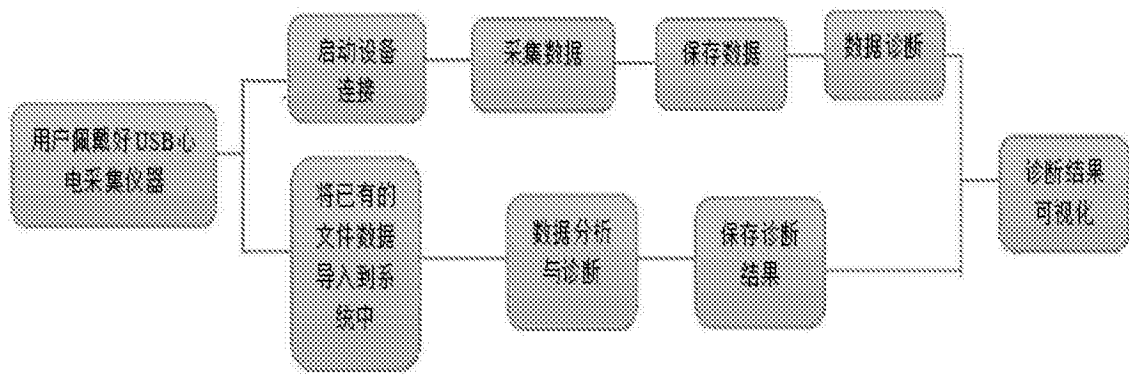 启动设备
连接
采集数据
保存数据
数据诊断
用户佩戴好USB心
电采集仪器
将已有的
文件数据
导入到系
统中
数据分析
与诊断
保存诊断
结果
诊断结果
可视化